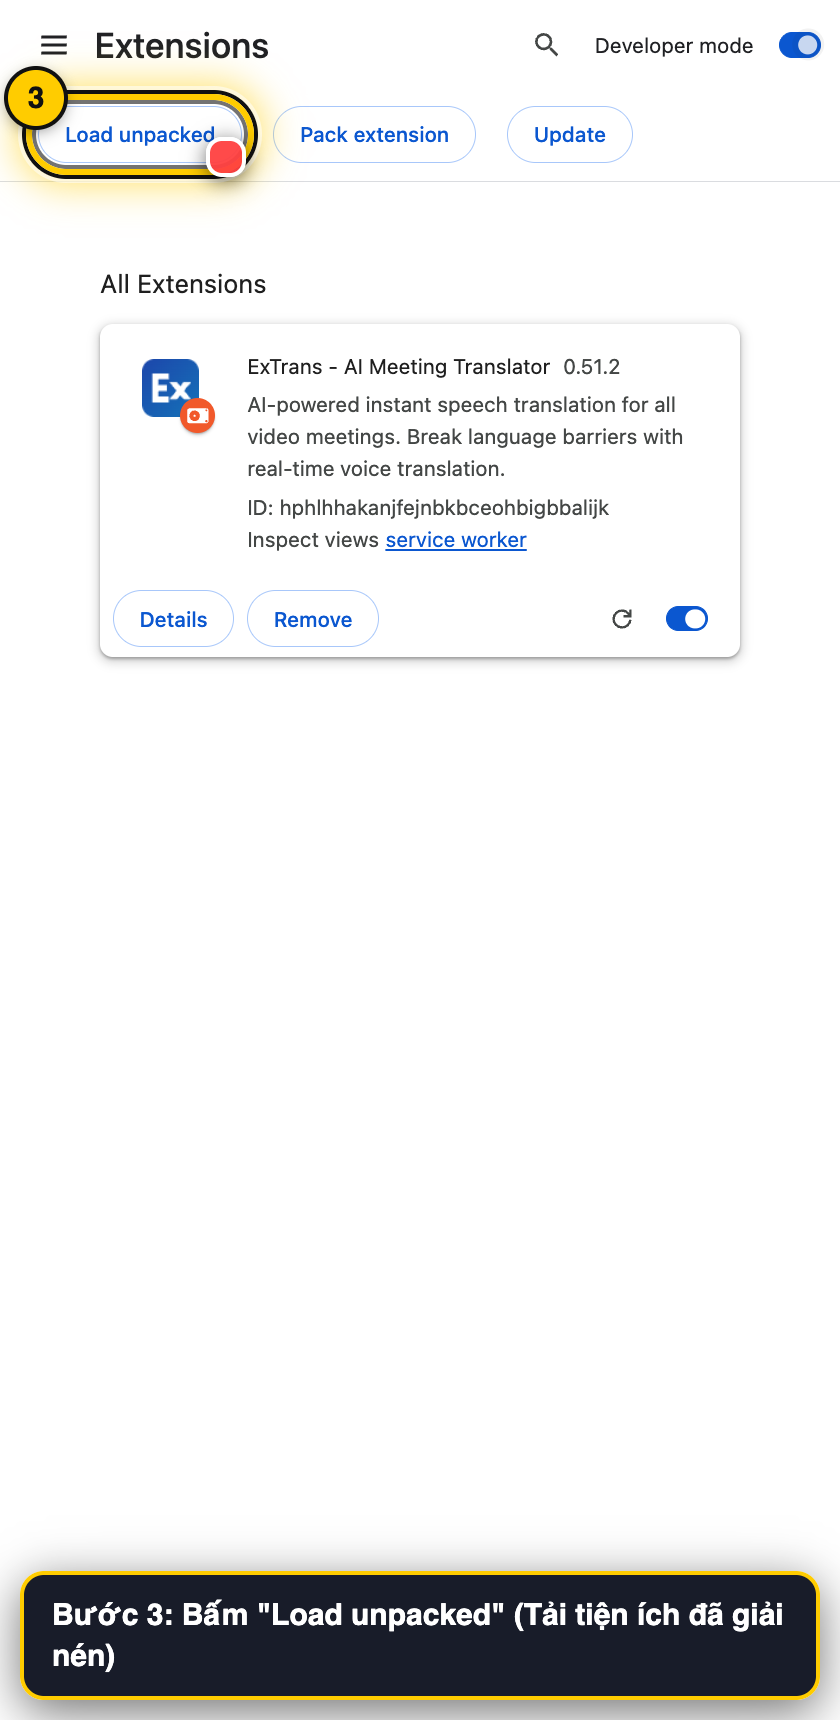 Extensions
Developer mode
3
Load unpacked
Pack extension
Update
All Extensions
Ex
ExTrans - AI Meeting Translator 0.51.2
AI-powered instant speech translation for all
video meetings. Break language barriers with
real-time voice translation.
ID: hphlhhakanjfejnbkbceohbigbbalijk
Inspect views service worker
Details
Remove
Bước 3: Bấm "Load unpacked" (Tải tiện ích đã giải
nén)